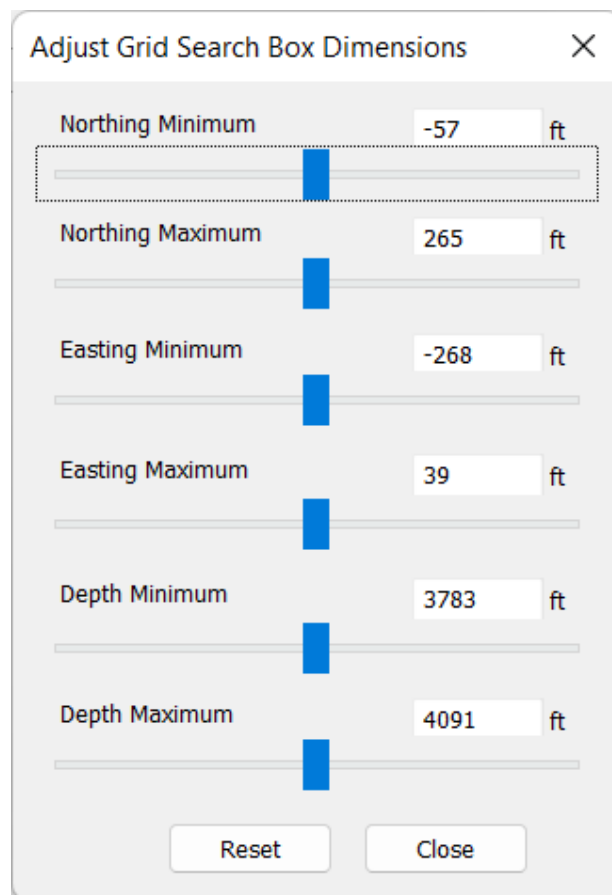 Adjust Grid Search Box Dimensions
Northing Minimum -57 ft
Northing Maximum 265 ft
Easting Minimum -268 ft
Easting Maximum 39 ft
Depth Minimum 3783 ft
Depth Maximum 4091 ft
Reset Close